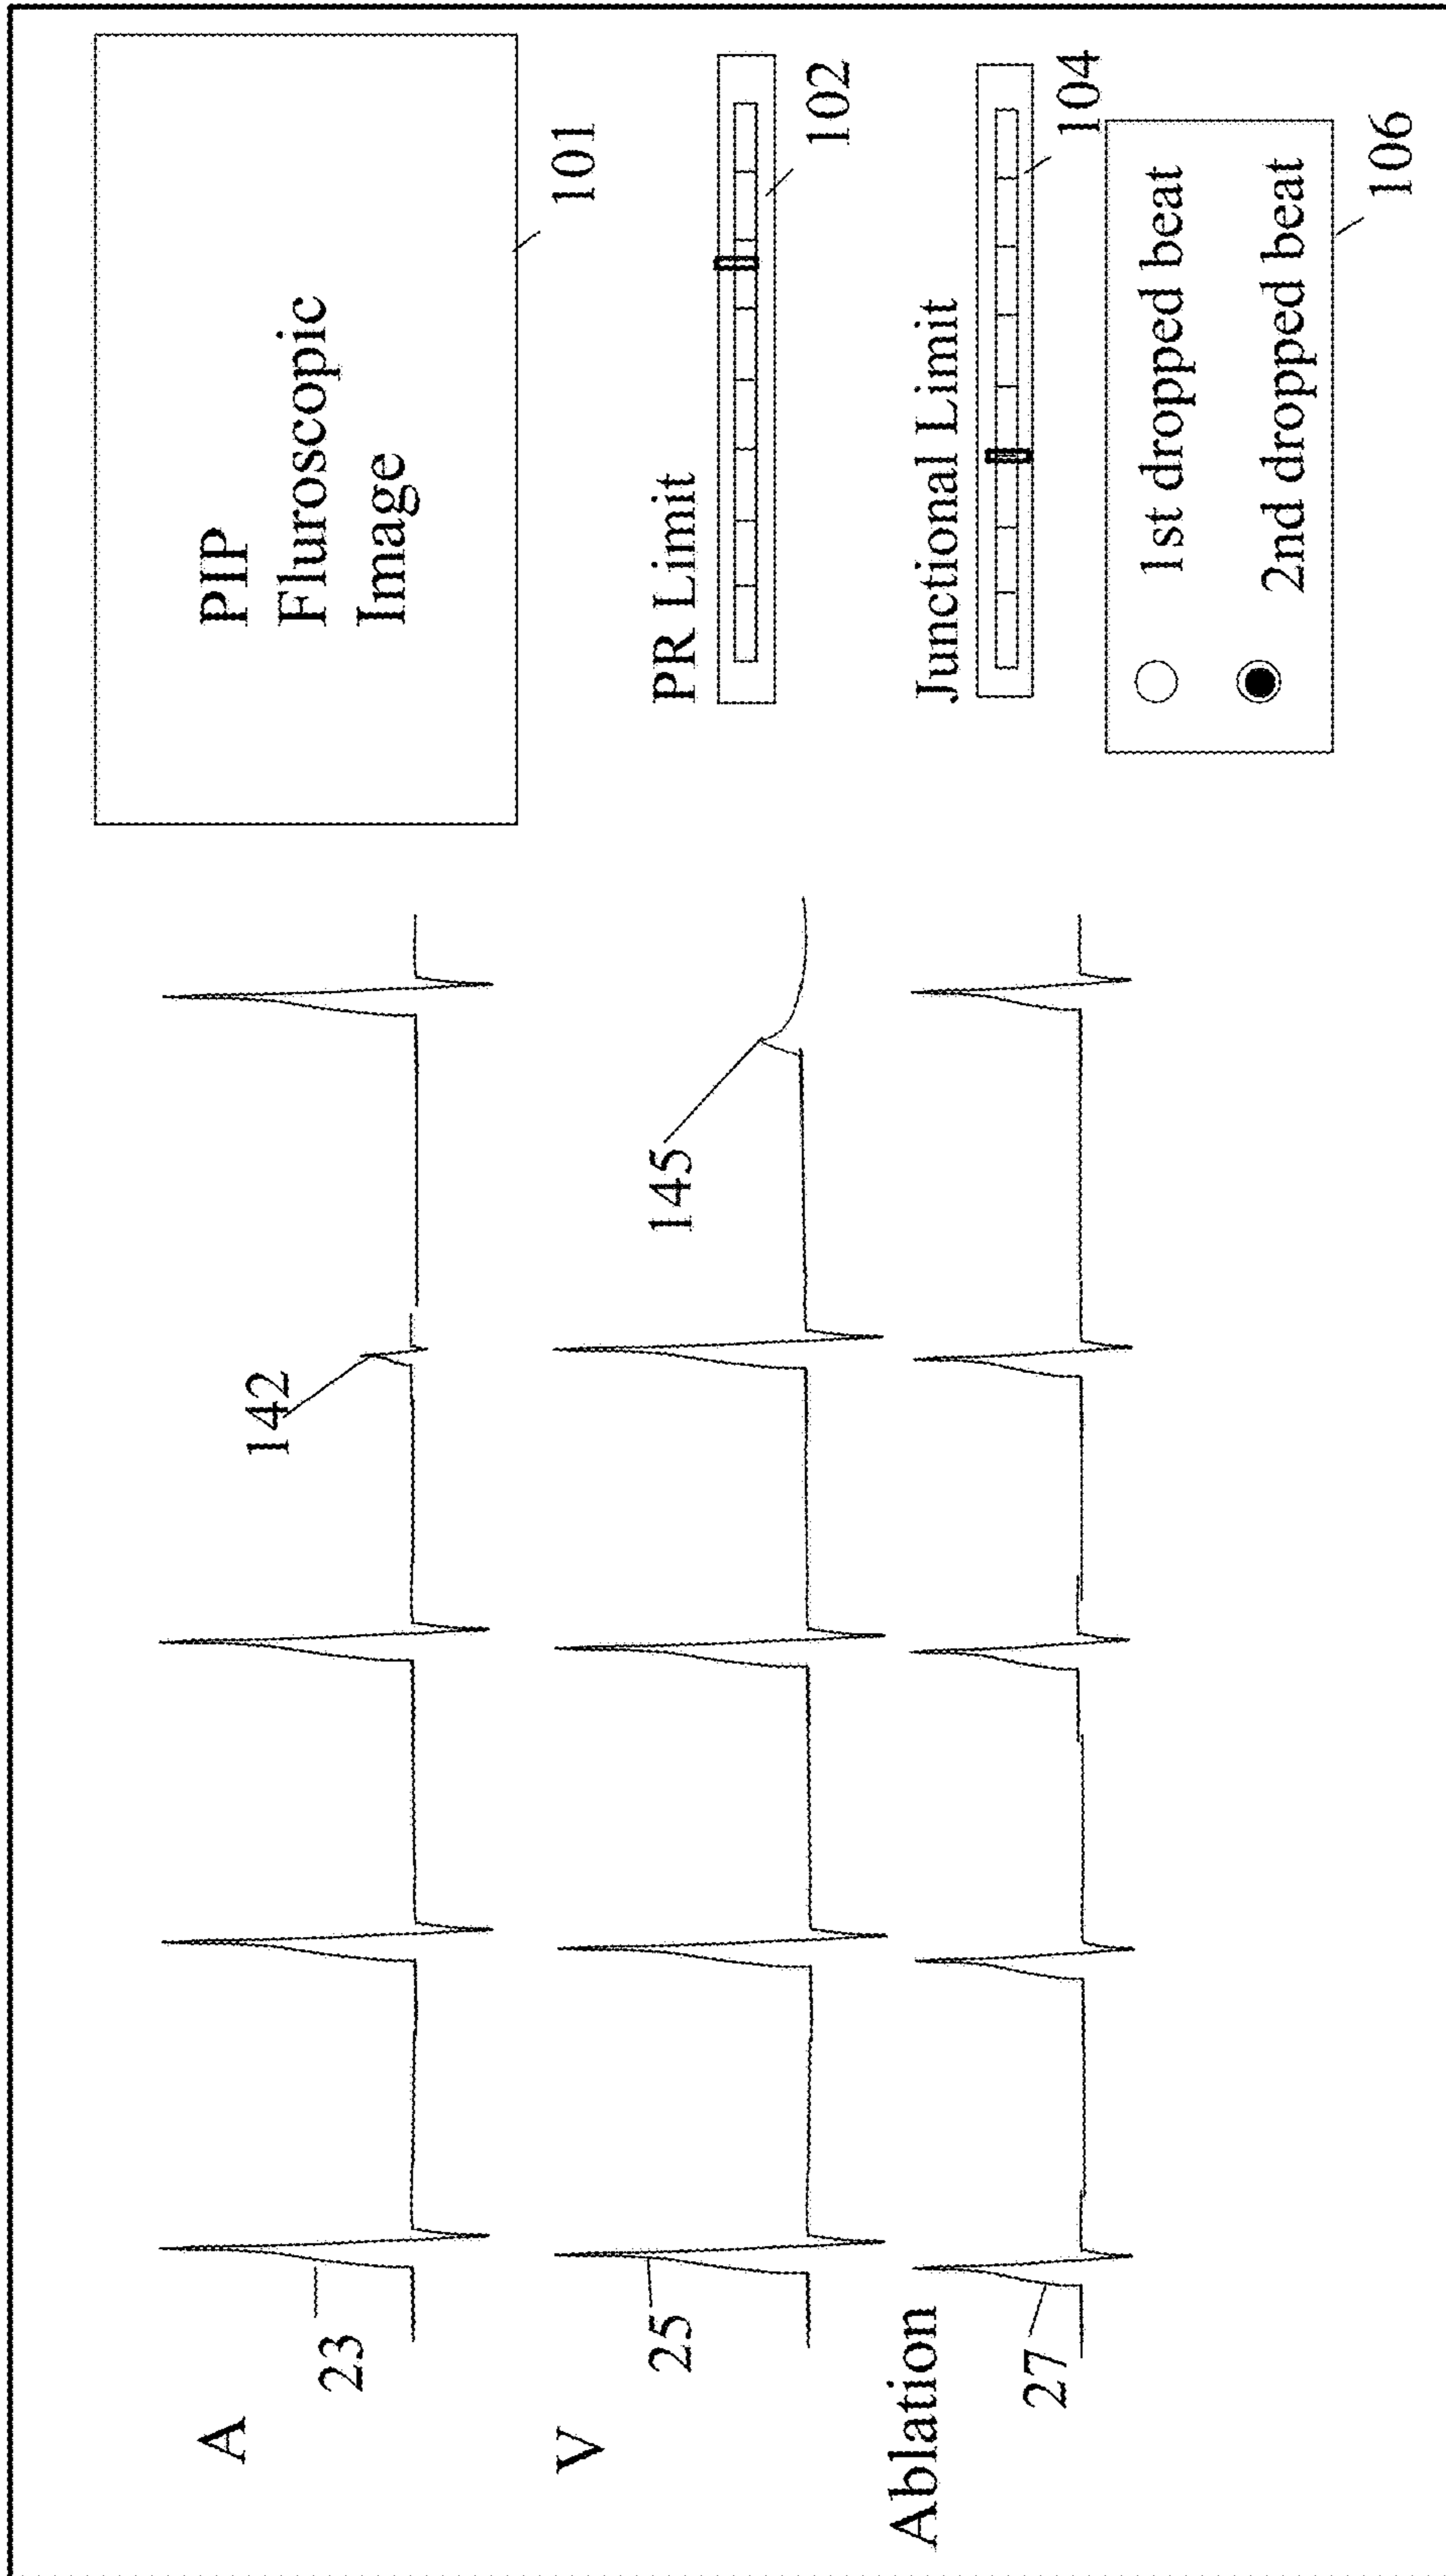 A
23
142
V
25
145
Ablation
27
PIP
Fluroscopic
Image
101
PR Limit
102
Junctional Limit
104
1st dropped beat
2nd dropped beat
106